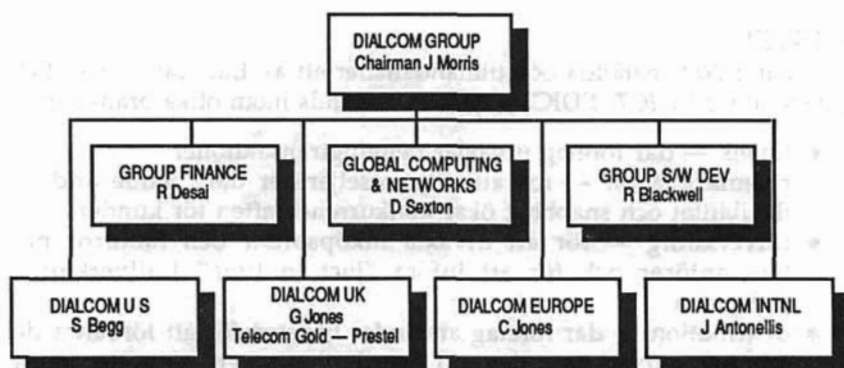 DIALCOM GROUP
Chairman J Morris
GROUP FINANCE
R Desai
GLOBAL COMPUTING
& NETWORKS
D Sexton
GROUP S/W DEV
R Blackwell
DIALCOM U S
S Begg
DIALCOM UK
G Jones
Telecom Gold — Prestel
DIALCOM EUROPE
C Jones
DIALCOM INTNL
J Antonellis